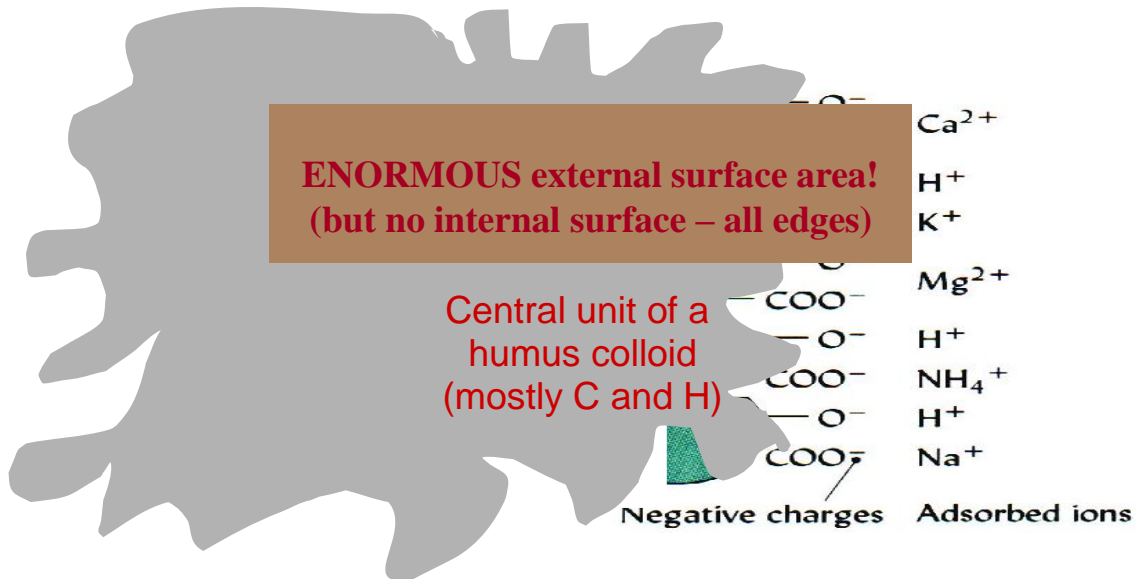 — O⁻
Ca²⁺
ENORMOUS external surface area!
(but no internal surface – all edges)
H⁺
K⁺
Mg²⁺
— COO⁻
Central unit of a
humus colloid
(mostly C and H)
— O⁻ H⁺
COO⁻ NH₄⁺
— O⁻ H⁺
COO⁻ Na⁺
Negative charges Adsorbed ions